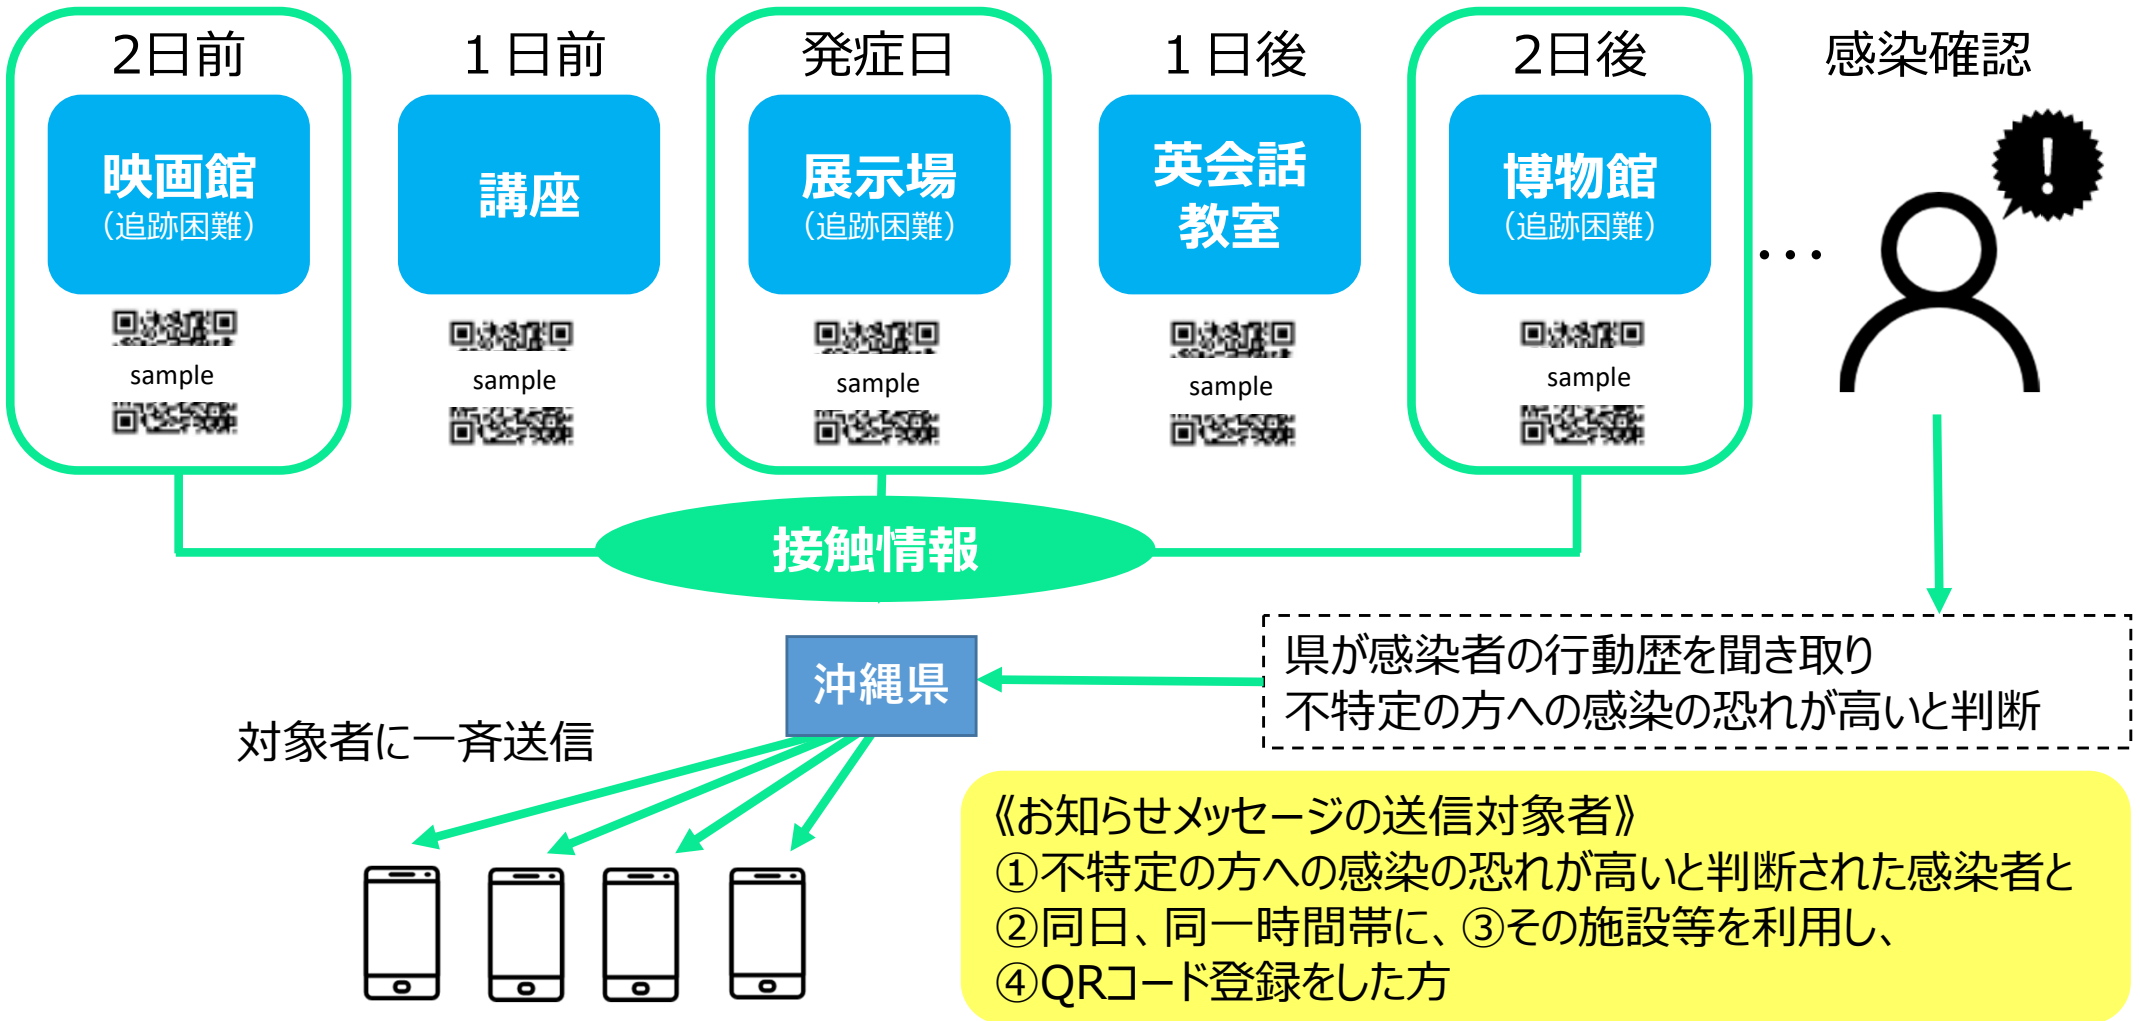 2日前
１日前
発症日
１日後
2日後
感染確認
映画館
（追跡困難）
講座
展示場
（追跡困難）
英会話
教室
博物館
（追跡困難）
…
!
sample
sample
sample
sample
sample
接触情報
県が感染者の行動歴を聞き取り
不特定の方への感染の恐れが高いと判断
沖縄県
対象者に一斉送信
《お知らせメッセージの送信対象者》
①不特定の方への感染の恐れが高いと判断された感染者と
②同日、同一時間帯に、③その施設等を利用し、
④QRコード登録をした方